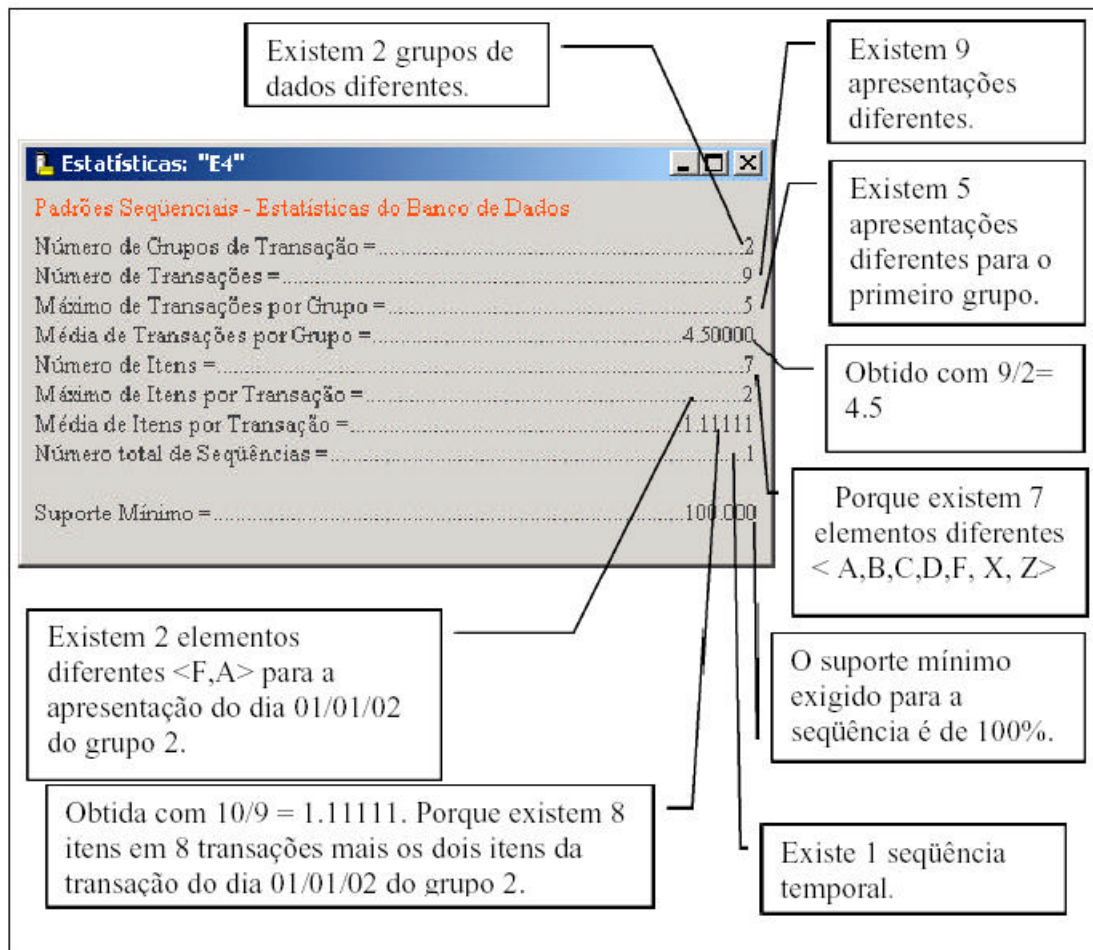 Existem 2 grupos de
dados diferentes.
Existem 9
apresentações
diferentes.
Estatísticas: "E4"
Padrões Seqüenciais - Estatísticas do Banco de Dados
Número de Grupos de Transação =.....2
Número de Transações =.....9
Máximo de Transações por Grupo =.....5
Média de Transações por Grupo =.....4.50000
Número de Itens =.....7
Máximo de Itens por Transação =.....2
Média de Itens por Transação =.....1.11111
Número total de Seqüências =.....1
Suporte Mínimo =.....100.000
Existem 5
apresentações
diferentes para o
primeiro grupo.
Obtido com 9/2=
4.5
Porque existem 7
elementos diferentes
< A,B,C,D,F, X, Z>
Existem 2 elementos
diferentes <F,A> para a
apresentação do dia 01/01/02
do grupo 2.
O suporte mínimo
exigido para a
seqüência é de 100%.
Obtida com 10/9 = 1.11111. Porque existem 8
itens em 8 transações mais os dois itens da
transação do dia 01/01/02 do grupo 2.
Existe 1 seqüência
temporal.